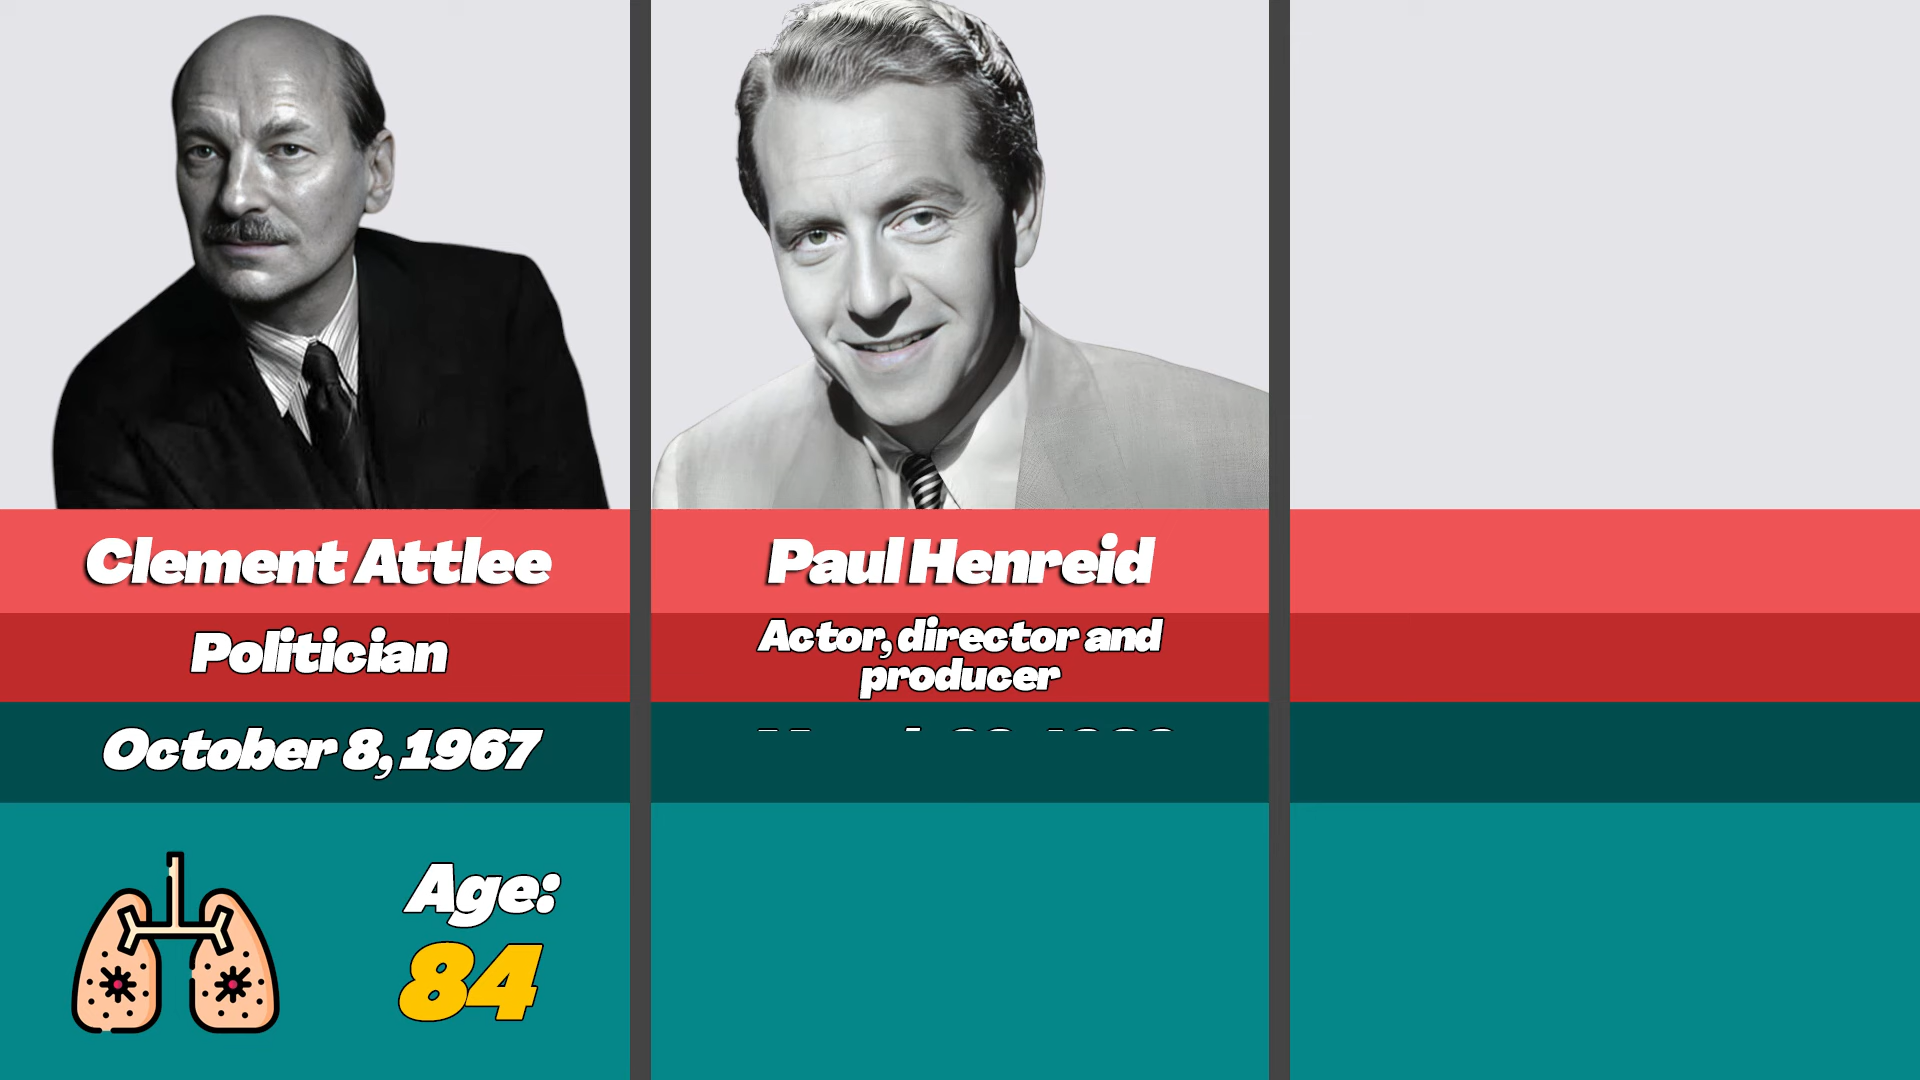 Clement Attlee
Politician
October 8, 1967
Age:
84
Paul Henreid
Actor, director and
producer